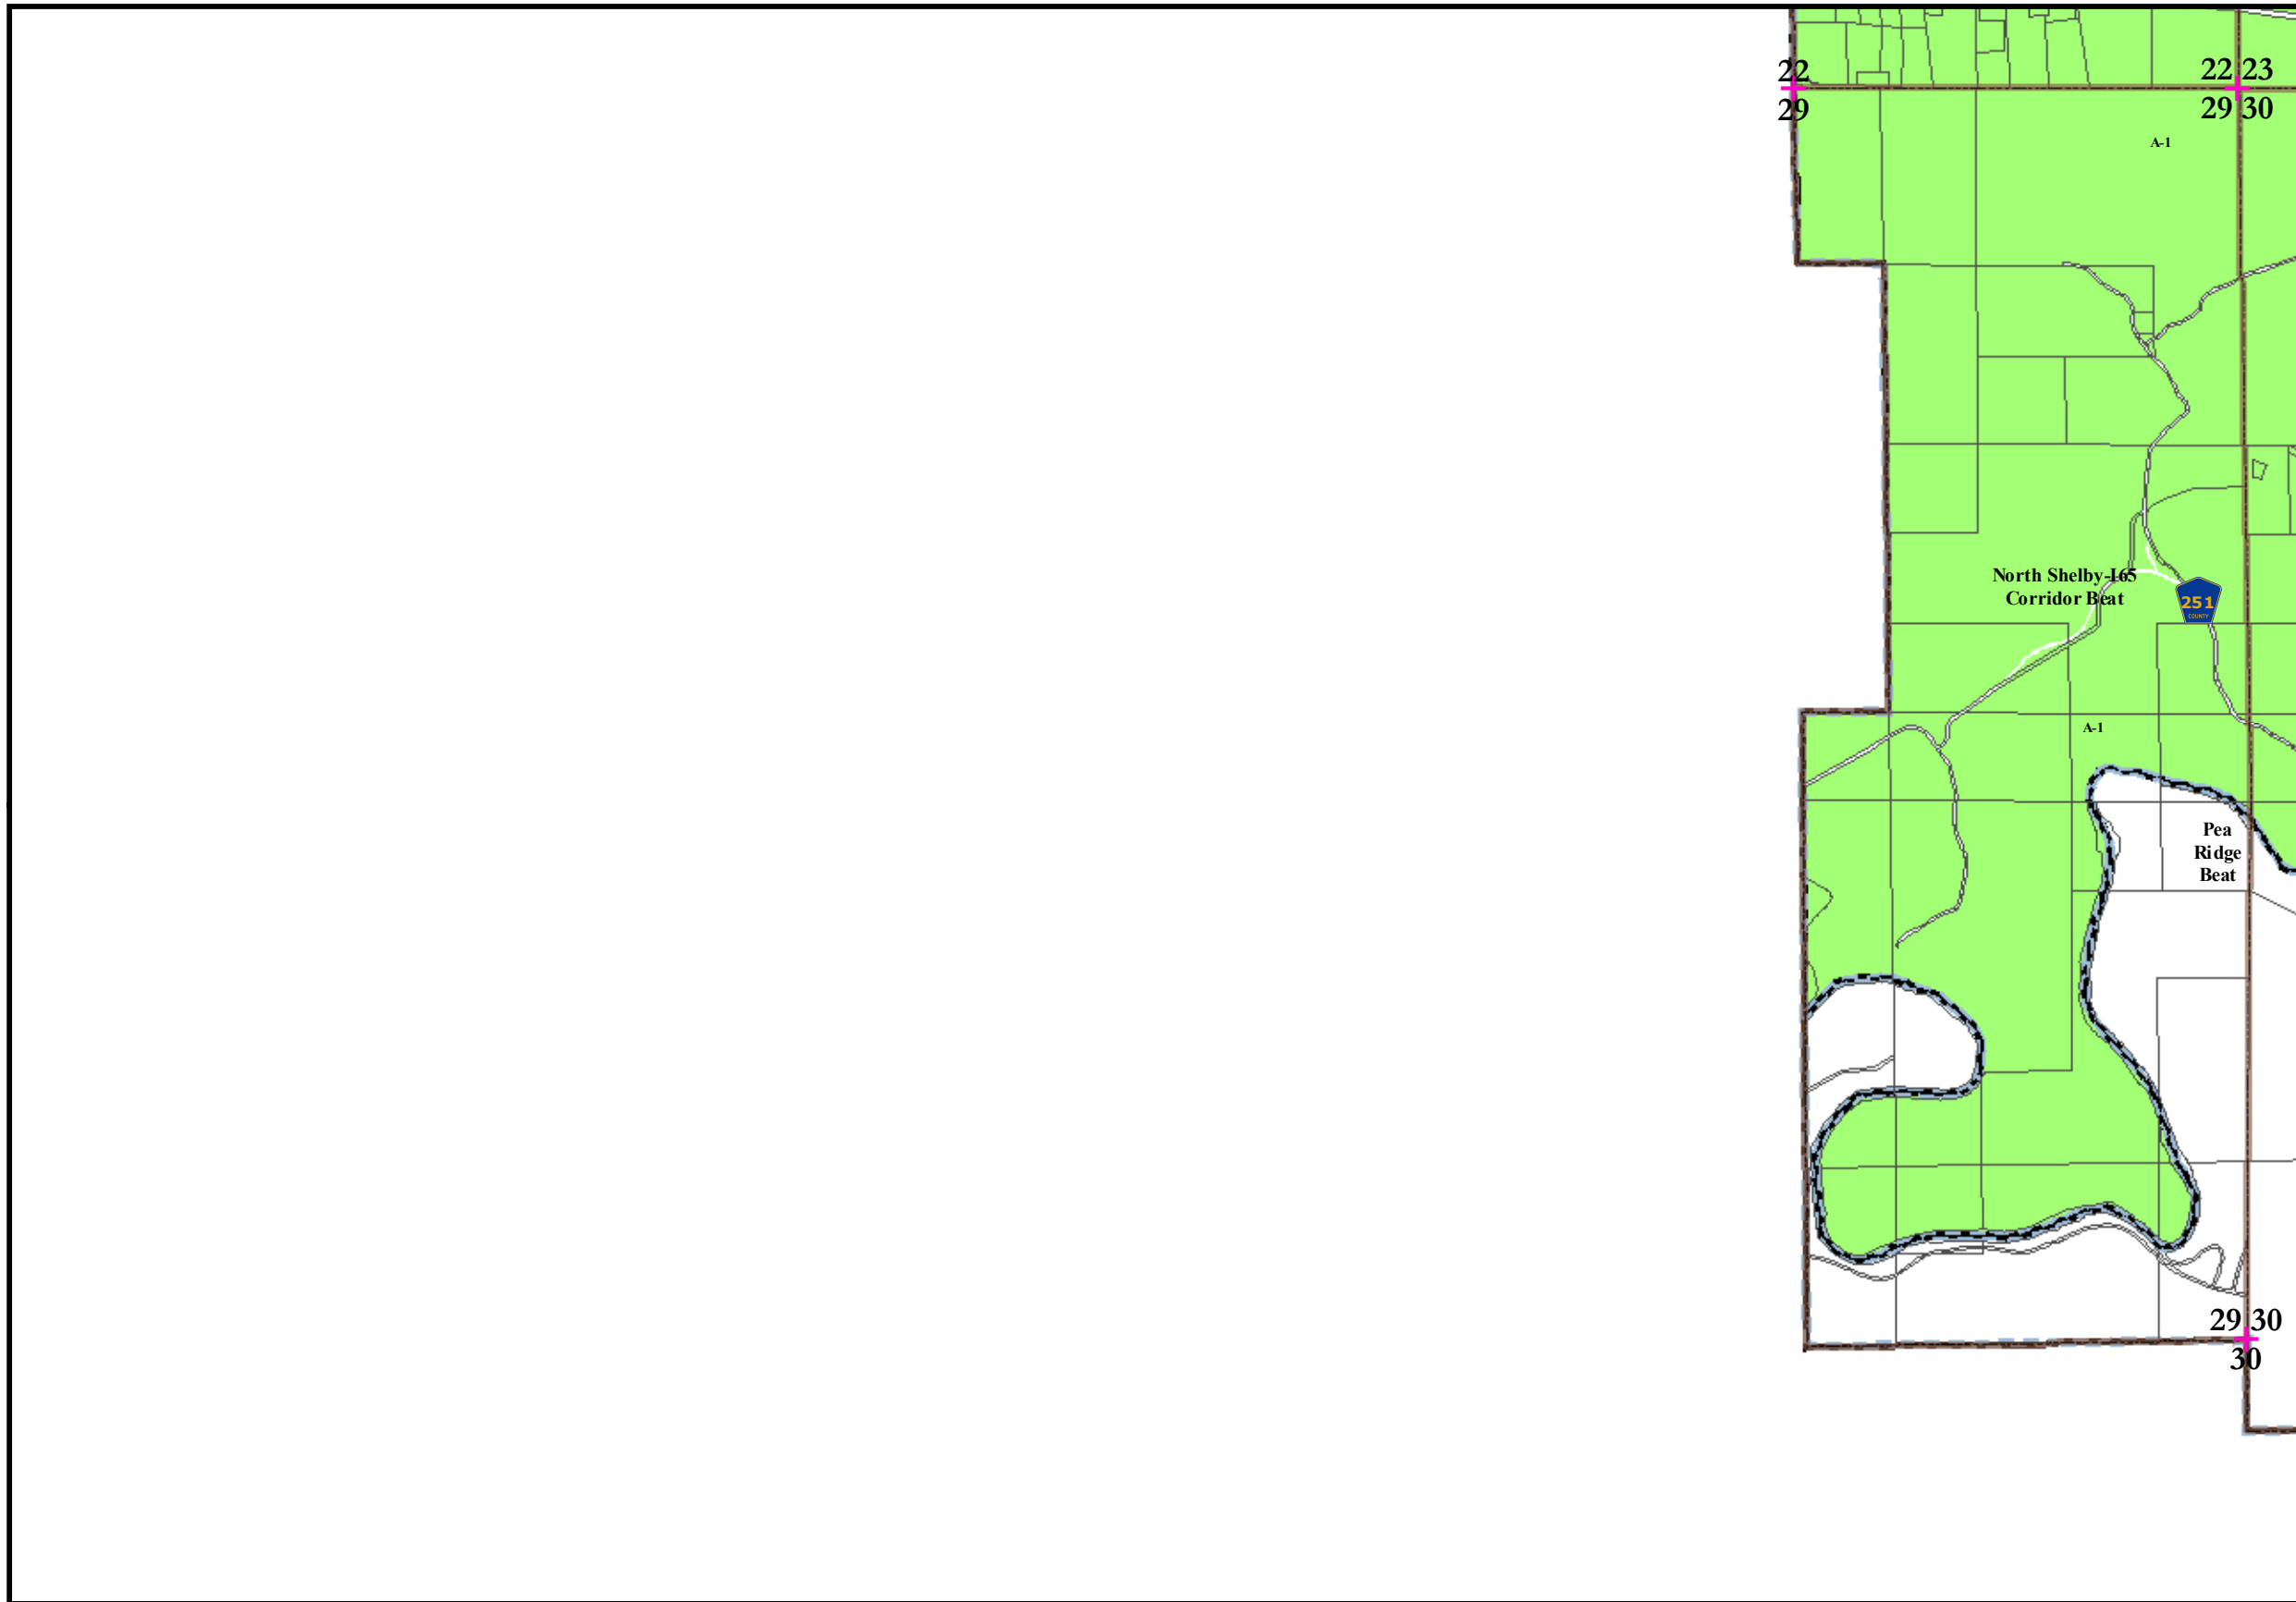 22
22 23
29
29 30
A-1
North Shelby-I65
Corridor Beat
251
COUNTY
A-1
Pea
Ridge
Beat
29 30
30